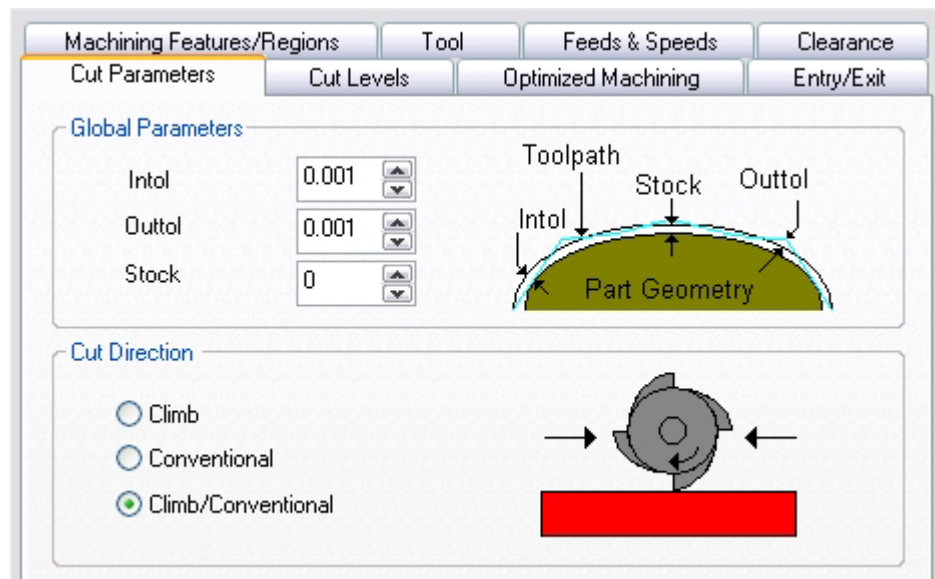 Machining Features/Regions Tool Feeds & Speeds Clearance
Cut Parameters Cut Levels Optimized Machining Entry/Exit
Global Parameters
Intol 0.001
Outtol 0.001
Stock 0
Toolpath
Stock
Outtol
Intol
Part Geometry
Cut Direction
Climb
Conventional
Climb/Conventional